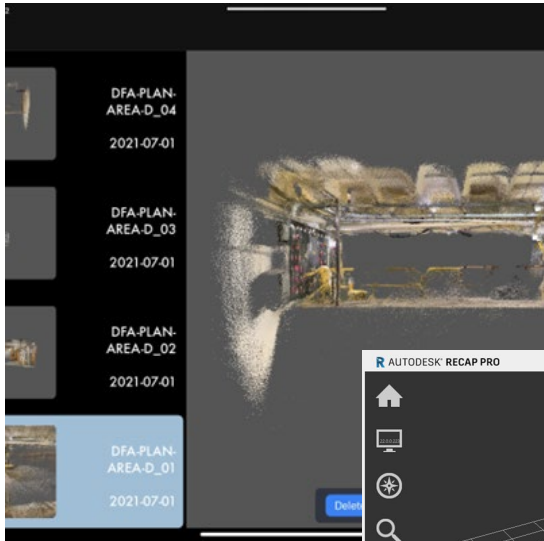 DFA-PLAN-
AREA-D_04
2021-07-01
DFA-PLAN-
AREA-D_03
2021-07-01
DFA-PLAN-
AREA-D_02
2021-07-01
DFA-PLAN-
AREA-D_01
2021-07-01
Delete
R AUTODESK® RECAP PRO